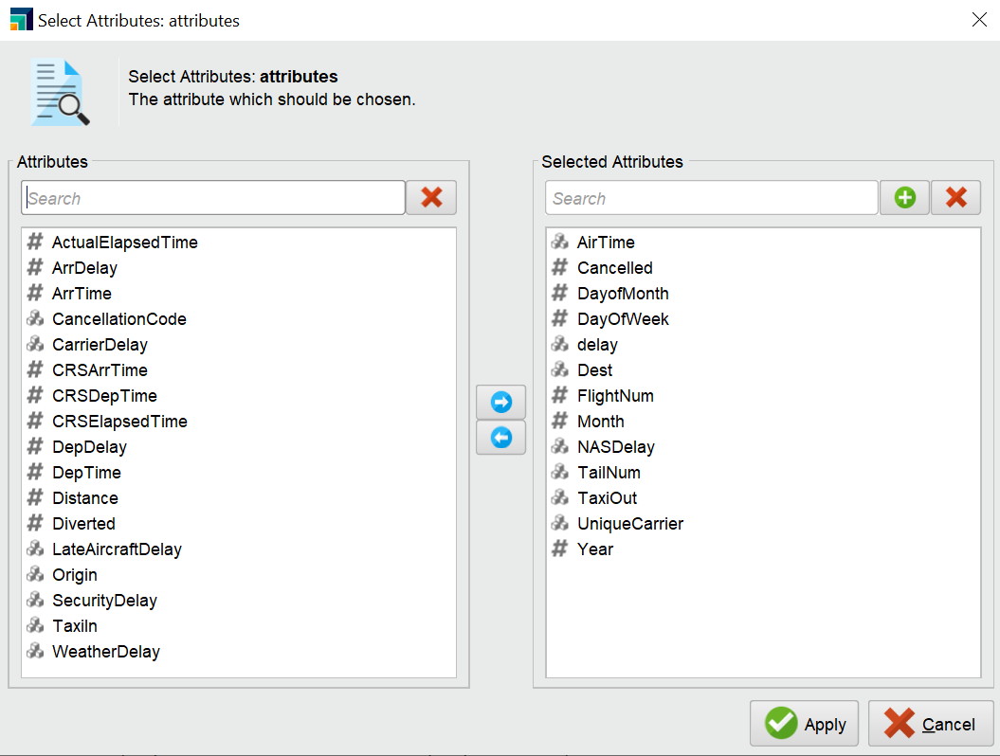 Select Attributes: attributes
Select Attributes: attributes
The attribute which should be chosen.
Attributes
Search
ActualElapsedTime
ArrDelay
ArrTime
CancellationCode
CarrierDelay
CRSArrTime
CRSDepTime
CRSElapsedTime
DepDelay
DepTime
Distance
Diverted
LateAircraftDelay
Origin
SecurityDelay
TaxiIn
WeatherDelay
Selected Attributes
Search
AirTime
Cancelled
DayofMonth
DayOfWeek
delay
Dest
FlightNum
Month
NASDelay
TailNum
TaxiOut
UniqueCarrier
Year
Apply
Cancel